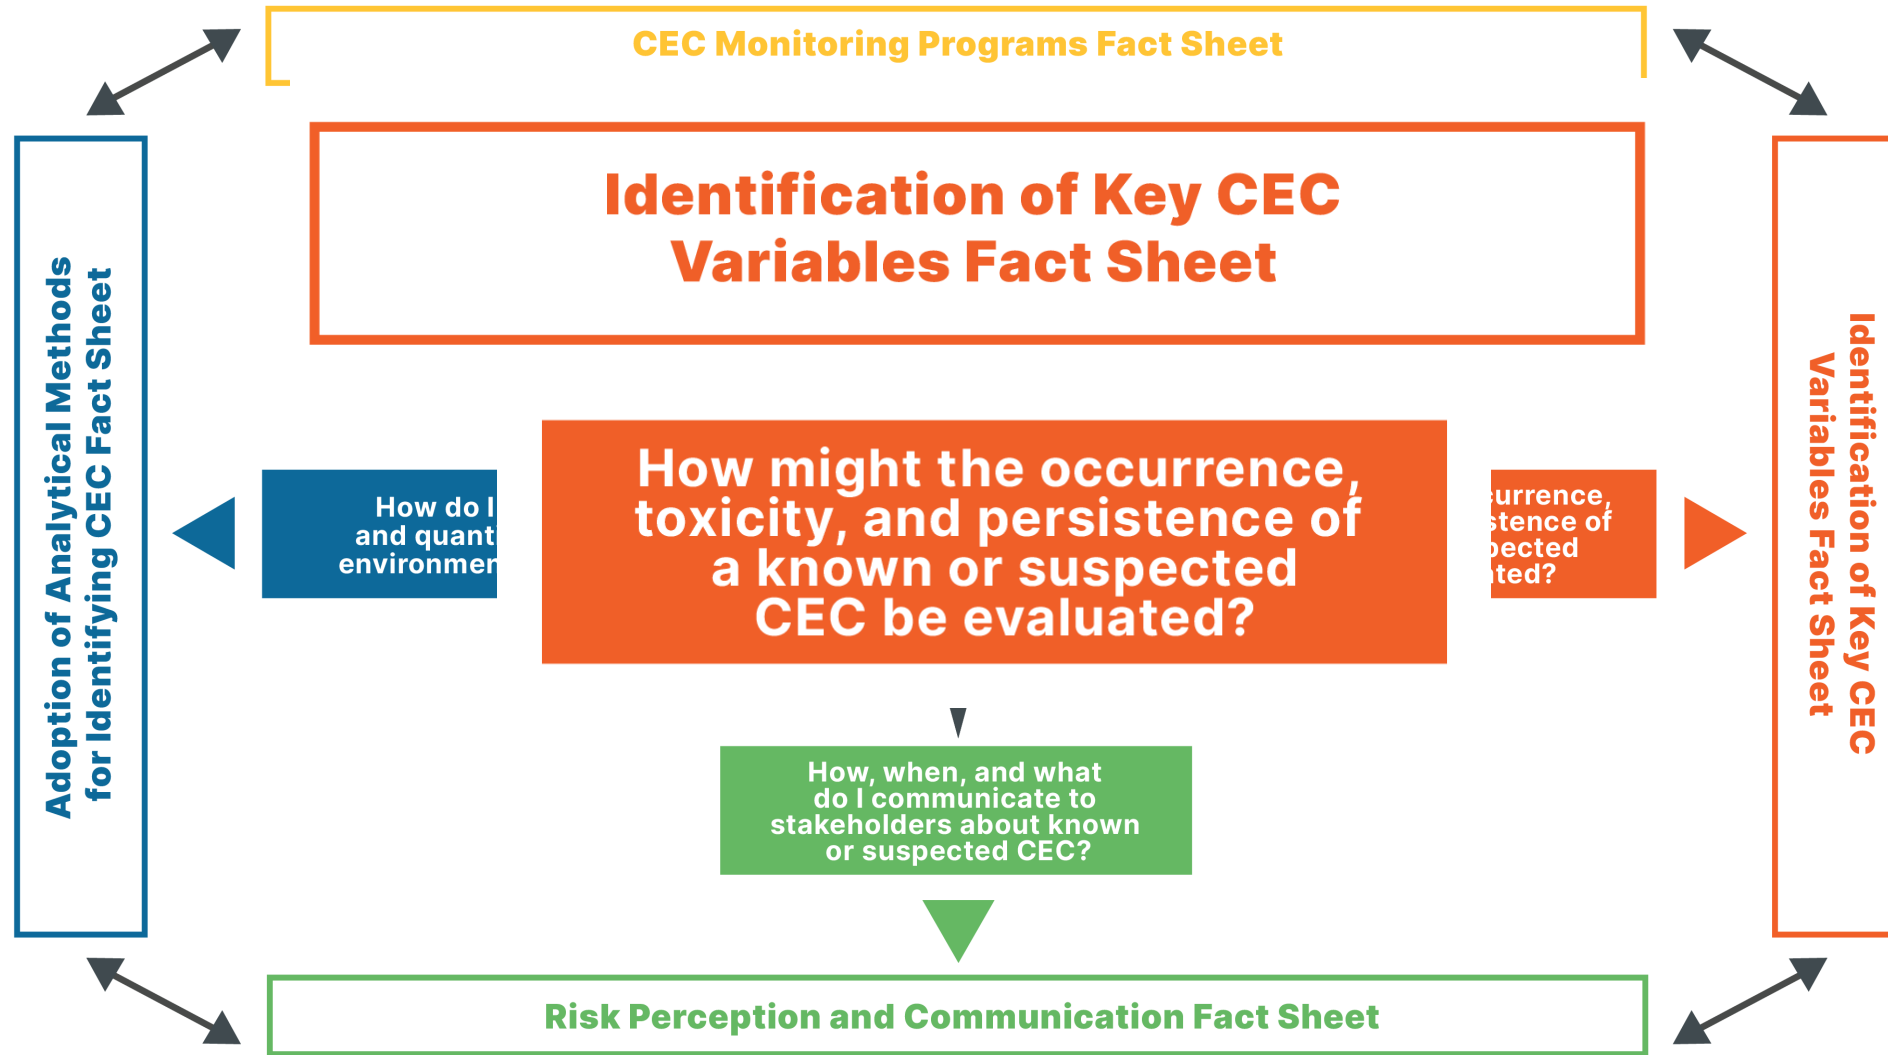 CEC Monitoring Programs Fact Sheet
Identification of Key CEC
Variables Fact Sheet
Adoption of Analytical Methods
for Identifying CEC Fact Sheet
How do I
and
environmen
How might the occurrence,
toxicity, and persistence of
a known or suspected
CEC be evaluated?
currence,
stence of
pected
ted?
Identification of Key CEC
Variables Fact Sheet
How, when, and what
do I communicate to
stakeholders about known
or suspected CEC?
Risk Perception and Communication Fact Sheet